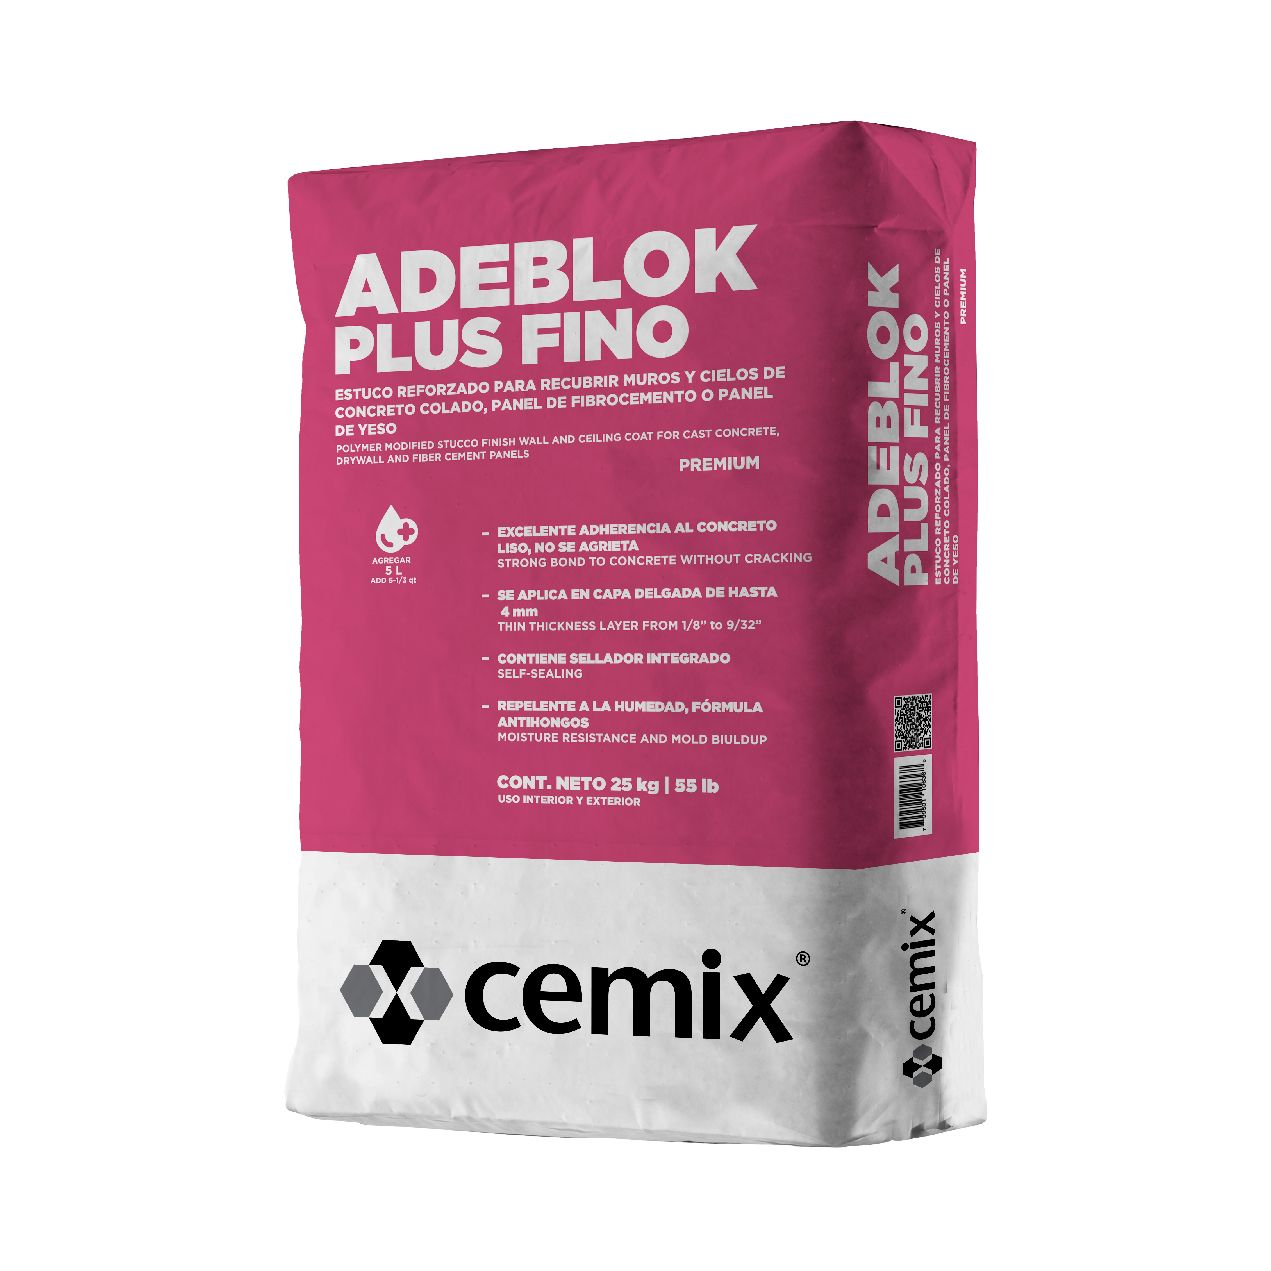 ADEBLOK
PLUS FINO
ESTUCO REFORZADO PARA RECUBRIR MUROS Y CIELOS DE
CONCRETO COLADO, PANEL DE FIBROCEMENTO O PANEL
DE YESO
POLYMER MODIFIED STUCCO FINISH WALL AND CEILING COAT FOR CAST CONCRETE,
DRYWALL AND FIBER CEMENT PANELS
PREMIUM
AGREGAR
5 L
ADD 5-1/3 qt
- EXCELENTE ADHERENCIA AL CONCRETO
LISO, NO SE AGRIETA
STRONG BOND TO CONCRETE WITHOUT CRACKING
- SE APLICA EN CAPA DELGADA DE HASTA
4 mm
THIN THICKNESS LAYER FROM 1/8” to 9/32”
- CONTIENE SELLADOR INTEGRADO
SELF-SEALING
- REPELENTE A LA HUMEDAD, FÓRMULA
ANTIHONGOS
MOISTURE RESISTANCE AND MOLD BIULDUP
CONT. NETO 25 kg | 55 lb
USO INTERIOR Y EXTERIOR
cemix®
ADEBLOK
PLUS FINO
ESTUCO REFORZADO PARA RECUBRIR MUROS Y CIELOS DE
CONCRETO COLADO, PANEL DE FIBROCEMENTO O PANEL
DE YESO
PREMIUM
cemix®